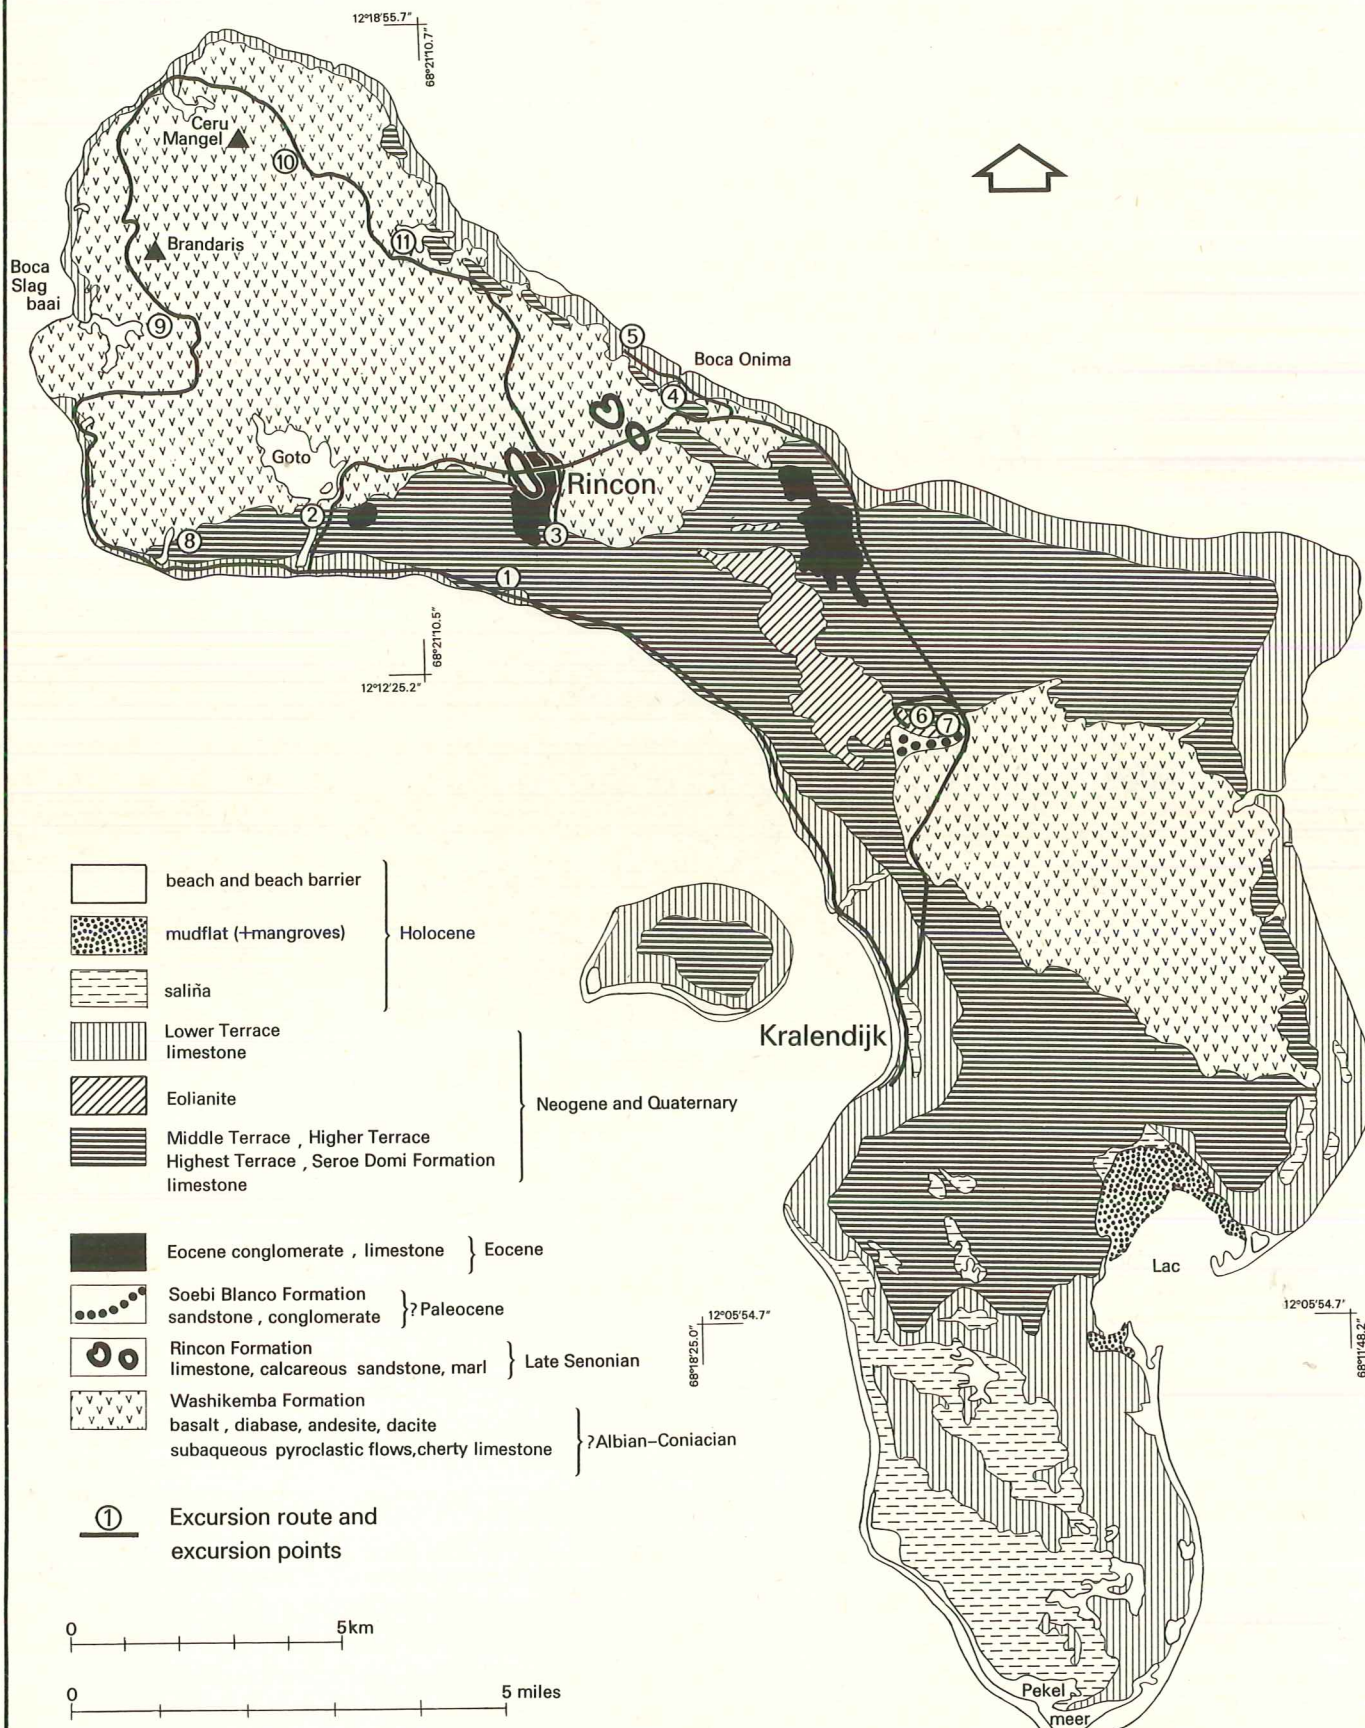 12°18′55.7″
68°21′10.7″
Ceru
Mangel
10
Brandaris
11
Boca
Slag
baai
9
5
Boca Onima
4
Goto
Rincon
2
8
3
1
68°21′10.5″
12°12′25.2″
6
7
beach and beach barrier
mudflat (+mangroves)
Holocene
saliña
Lower Terrace
limestone
Eolianite
Neogene and Quaternary
Middle Terrace , Higher Terrace
Highest Terrace , Seroe Domi Formation
limestone
Kralendijk
Eocene conglomerate , limestone } Eocene
Lac
Soebi Blanco Formation
sandstone , conglomerate
? Paleocene
12°05′54.7″
68°18′25.0″
12°05′54.7′
68°11′48.2″
Rincon Formation
limestone, calcareous sandstone, marl
Late Senonian
Washikemba Formation
basalt , diabase, andesite, dacite
subaqueous pyroclastic flows,cherty limestone
?Albian–Coniacian
1 Excursion route and
excursion points
0 5km
0 5 miles
Pekel
meer